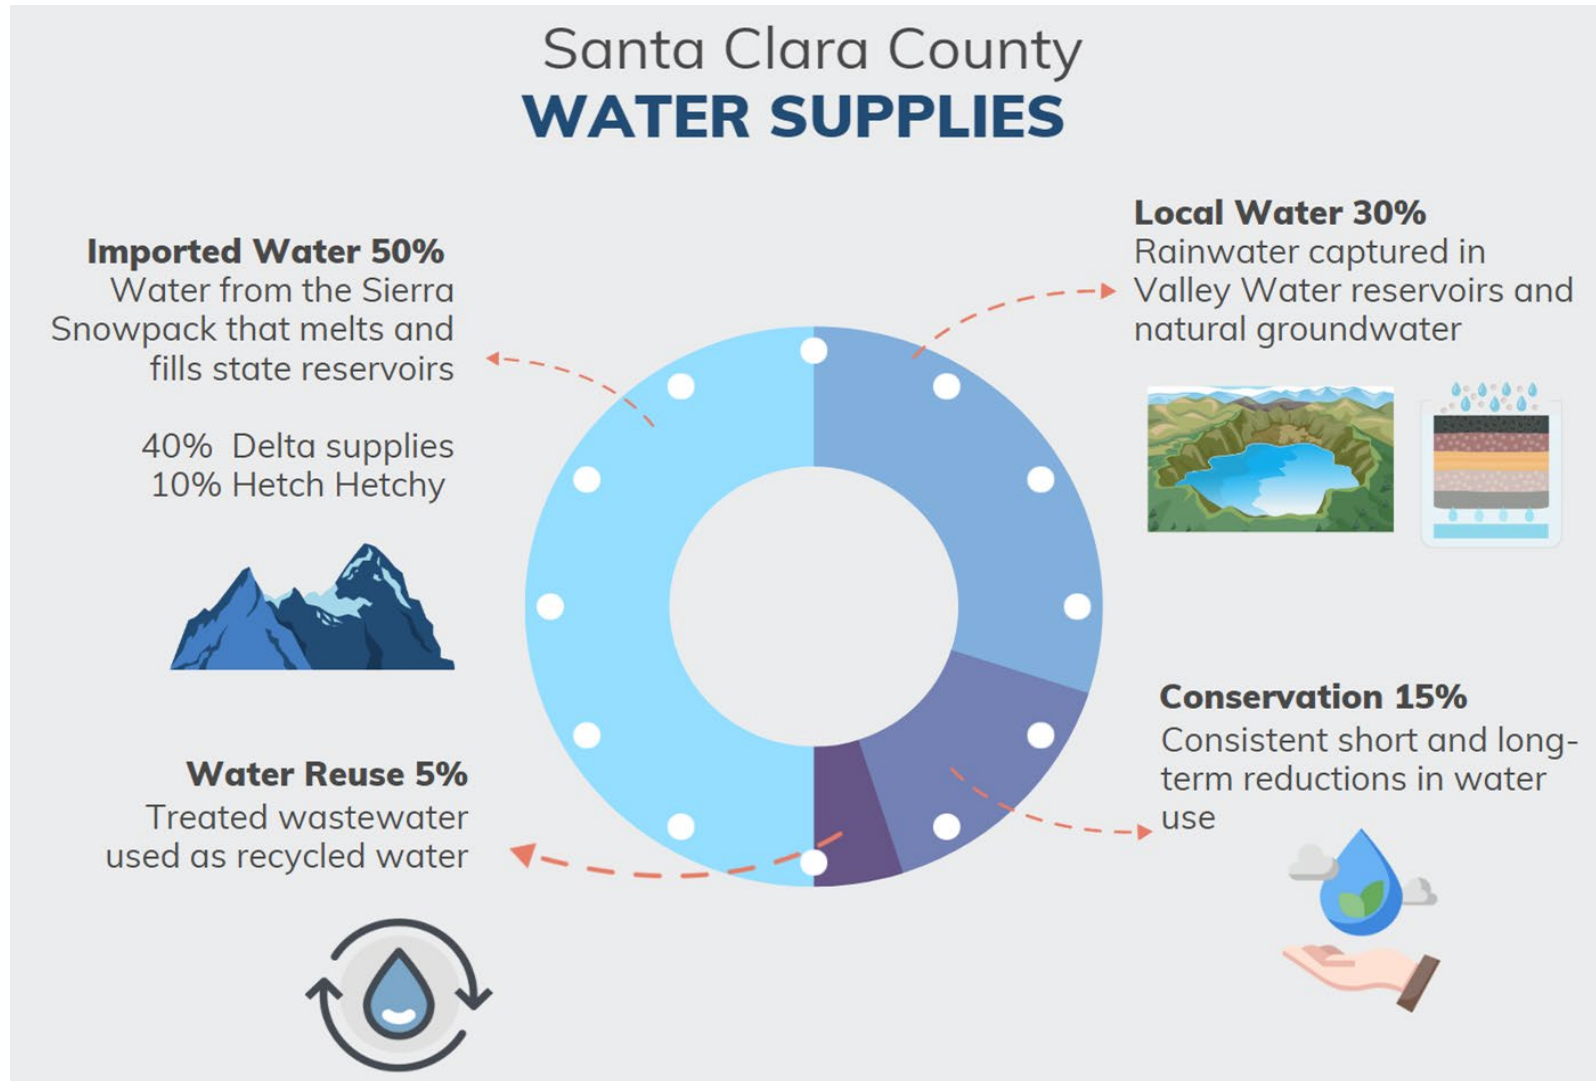 Santa Clara County
WATER SUPPLIES
Imported Water 50%
Water from the Sierra
Snowpack that melts and
fills state reservoirs
40% Delta supplies
10% Hetch Hetchy
Local Water 30%
Rainwater captured in
Valley Water reservoirs and
natural groundwater
Water Reuse 5%
Treated wastewater
used as recycled water
Conservation 15%
Consistent short and long-
term reductions in water
use